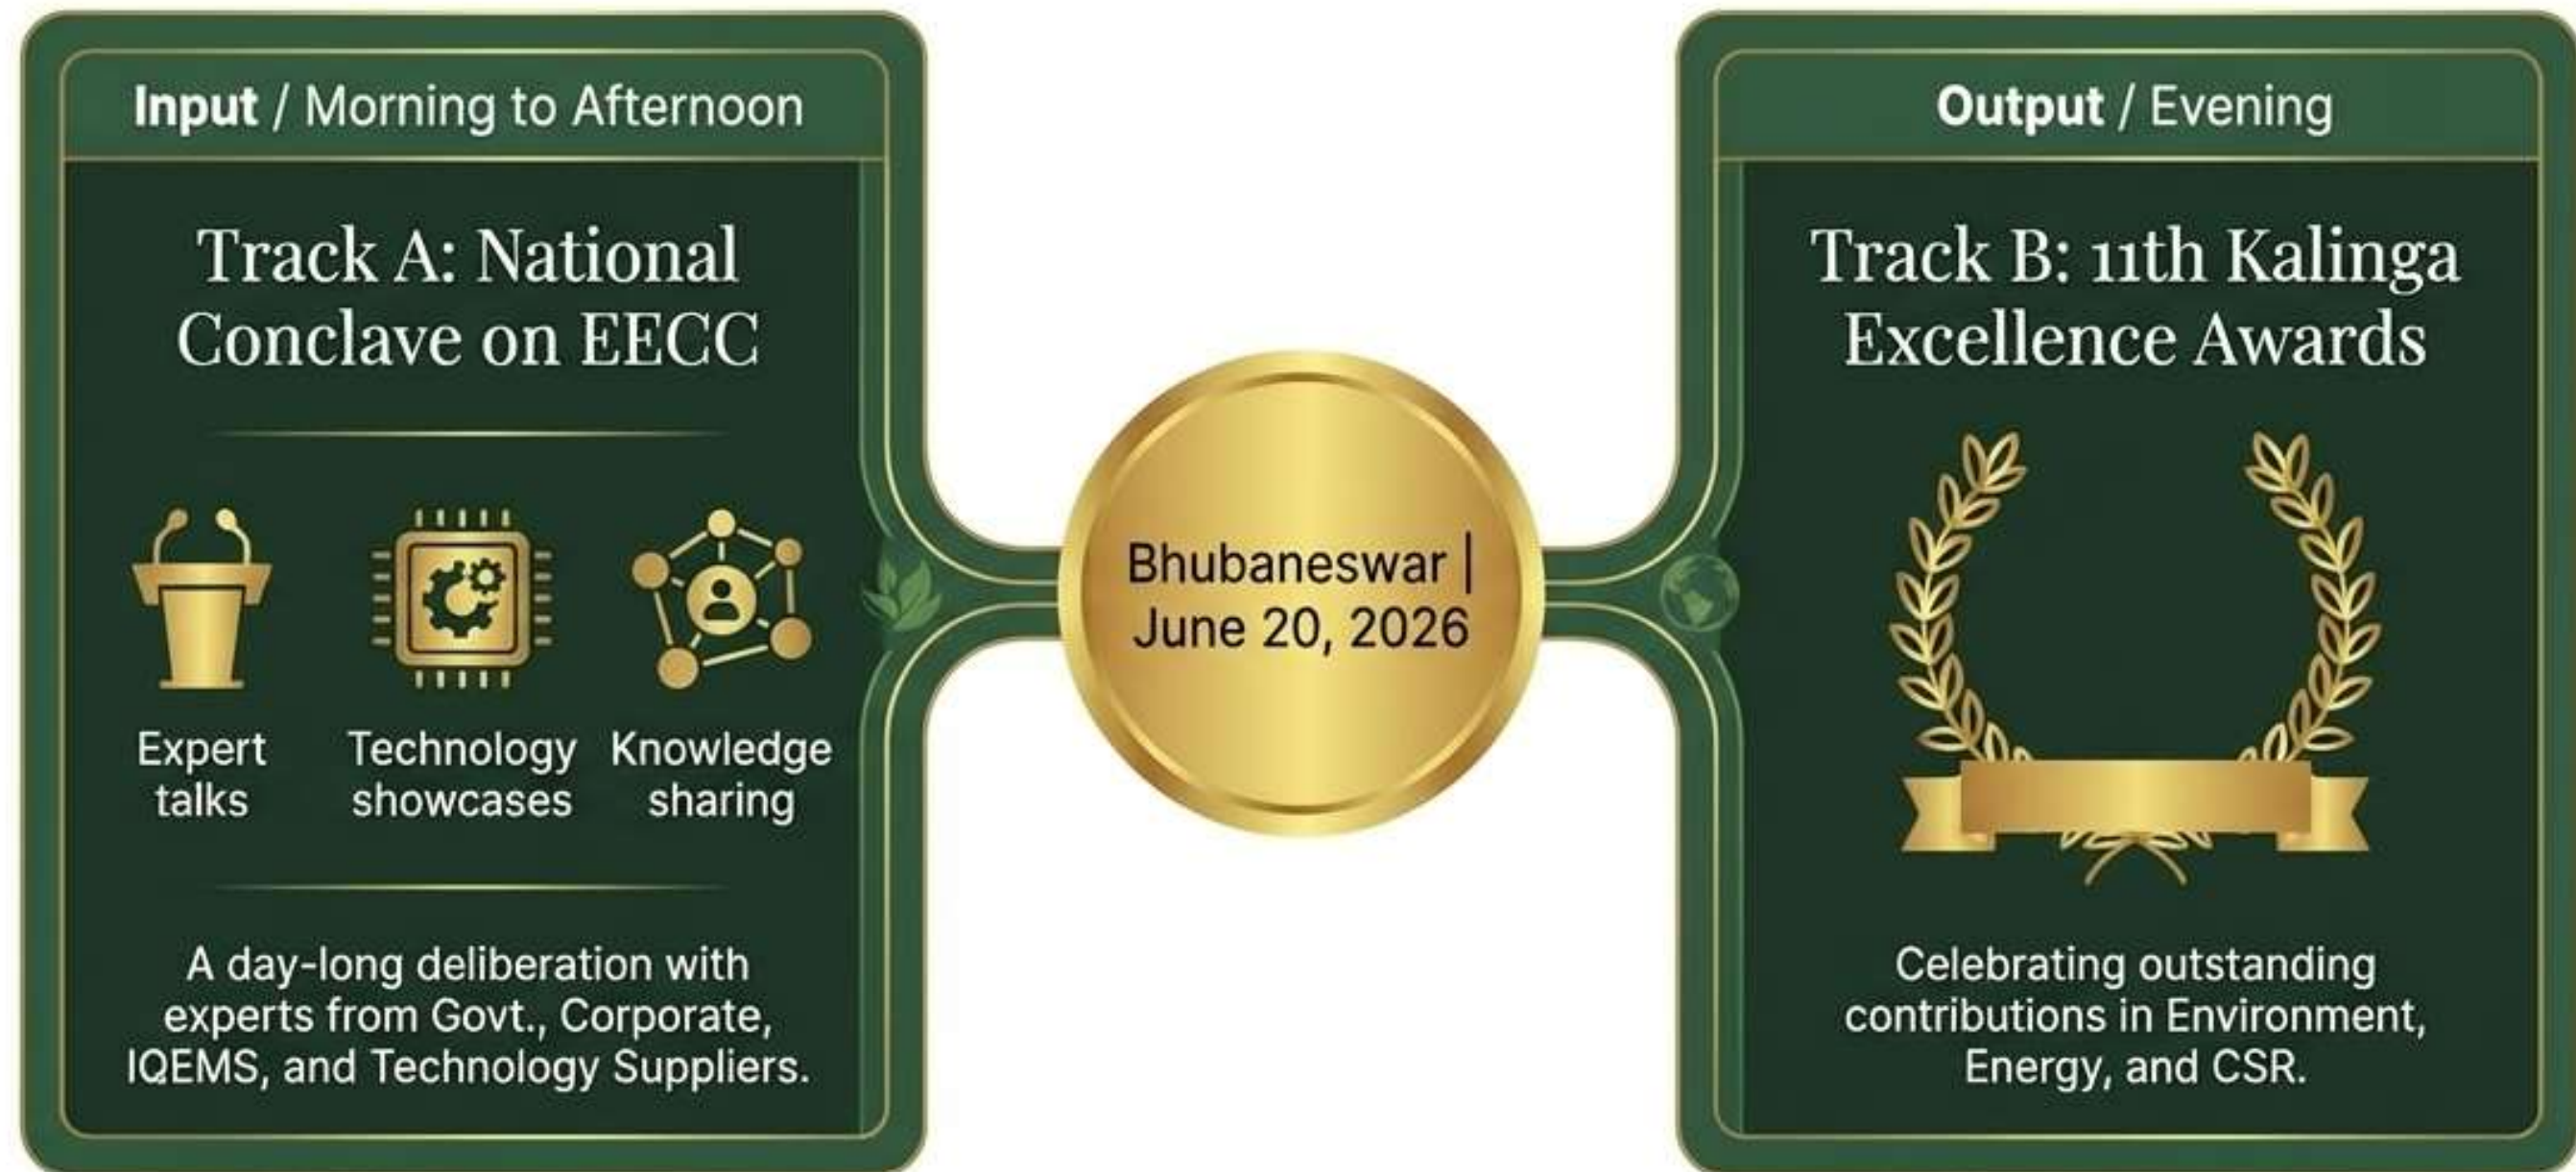 Input / Morning to Afternoon
Track A: National
Conclave on EECC
Expert
talks
Technology
showcases
Knowledge
sharing
A day-long deliberation with
experts from Govt., Corporate,
IQEMS, and Technology Suppliers.
Bhubaneswar |
June 20, 2026
Output / Evening
Track B: 11th Kalinga
Excellence Awards
Celebrating outstanding
contributions in Environment,
Energy, and CSR.